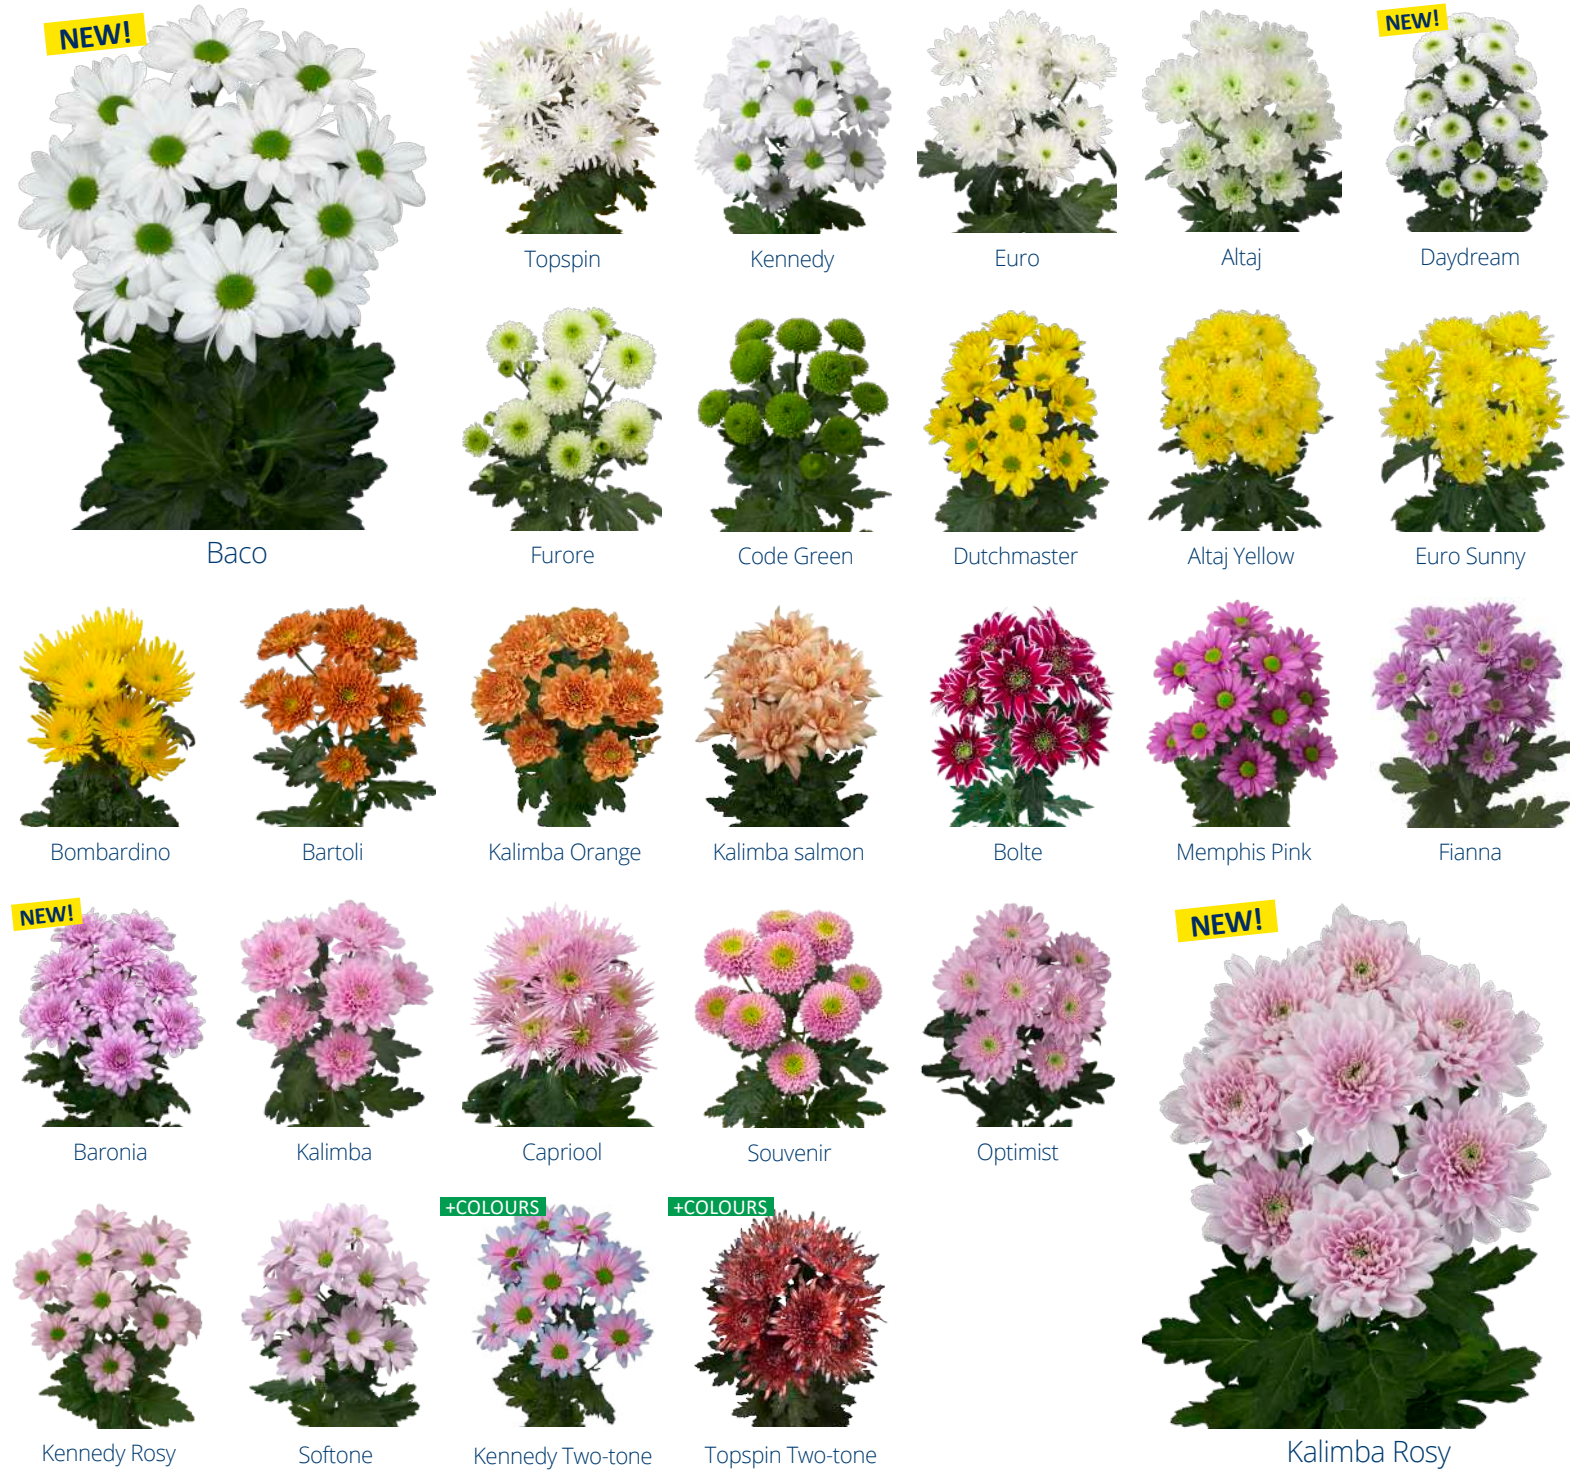 NEW!
NEW!
Topspin
Kennedy
Euro
Altaj
Daydream
Baco
Furore
Code Green
Dutchmaster
Altaj Yellow
Euro Sunny
Bombardino
Bartoli
Kalimba Orange
Kalimba salmon
Bolte
Memphis Pink
Fianna
NEW!
NEW!
Baronia
Kalimba
Capriool
Souvenir
Optimist
+COLOURS
+COLOURS
Kennedy Rosy
Softone
Kennedy Two-tone
Topspin Two-tone
Kalimba Rosy